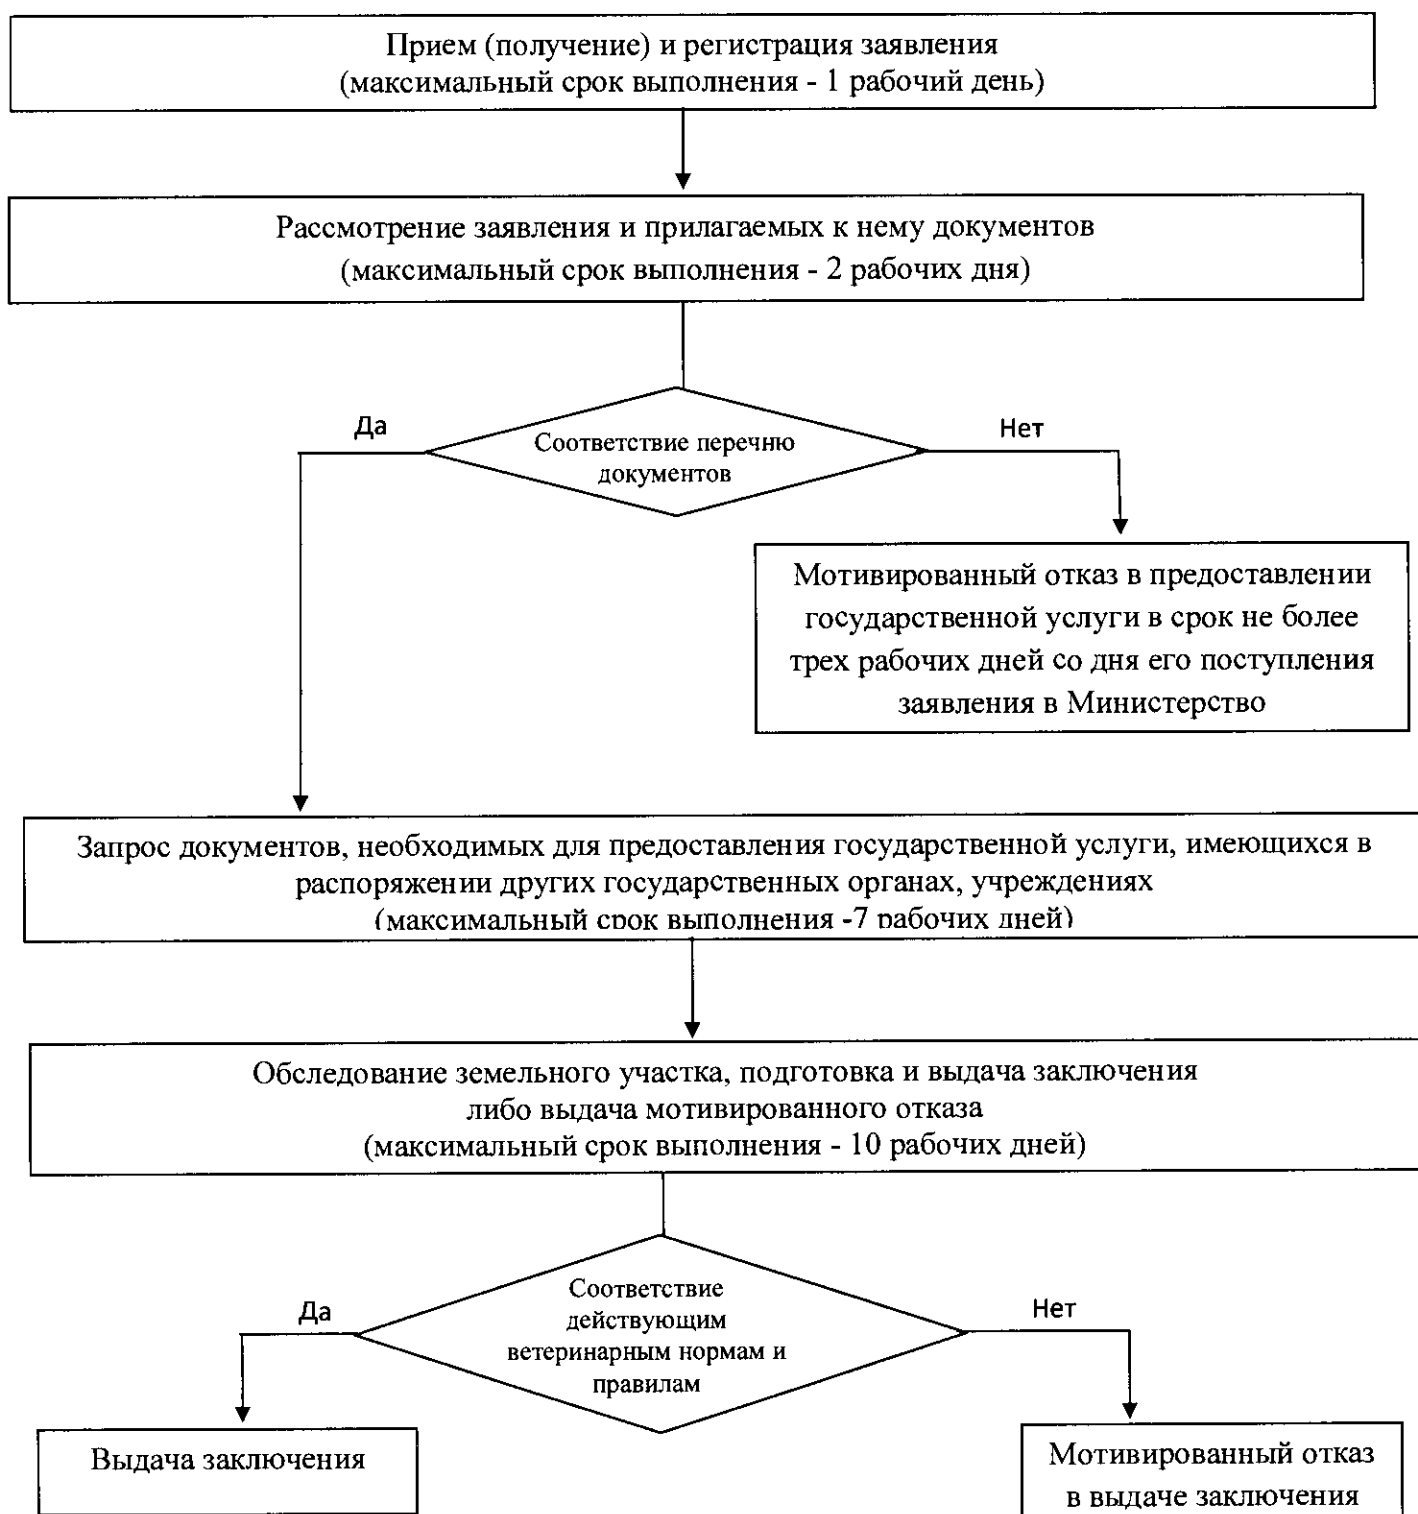 Прием (получение) и регистрация заявления
(максимальный срок выполнения - 1 рабочий день)
Рассмотрение заявления и прилагаемых к нему документов
(максимальный срок выполнения - 2 рабочих дня)
Да
Нет
Соответствие перечню
документов
Мотивированный отказ в предоставлении
государственной услуги в срок не более
трех рабочих дней со дня его поступления
заявления в Министерство
Запрос документов, необходимых для предоставления государственной услуги, имеющихся в
распоряжении других государственных органах, учреждениях
(максимальный срок выполнения -7 рабочих дней)
Обследование земельного участка, подготовка и выдача заключения
либо выдача мотивированного отказа
(максимальный срок выполнения - 10 рабочих дней)
Да
Нет
Соответствие
действующим
ветеринарным нормам и
правилам
Выдача заключения
Мотивированный отказ
в выдаче заключения